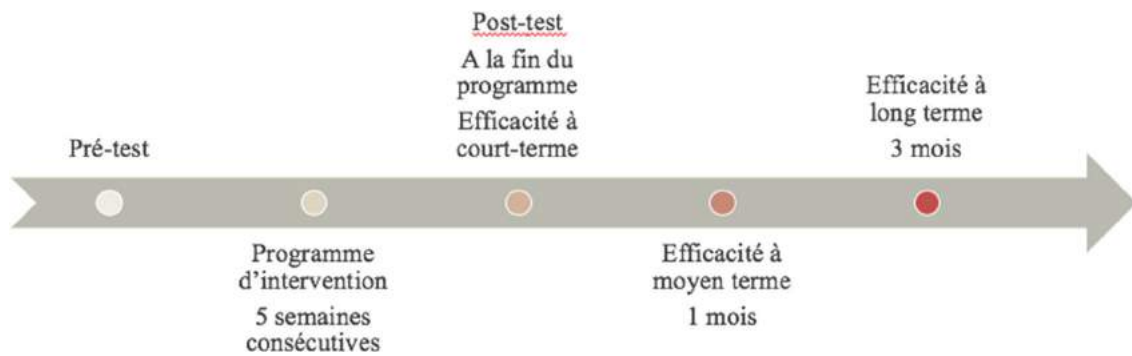 Pré-test
Programme
d’intervention
5 semaines
consécutives
Post-test
A la fin du
programme
Efficacité à
court-terme
Efficacité à
moyen terme
1 mois
Efficacité à
long terme
3 mois